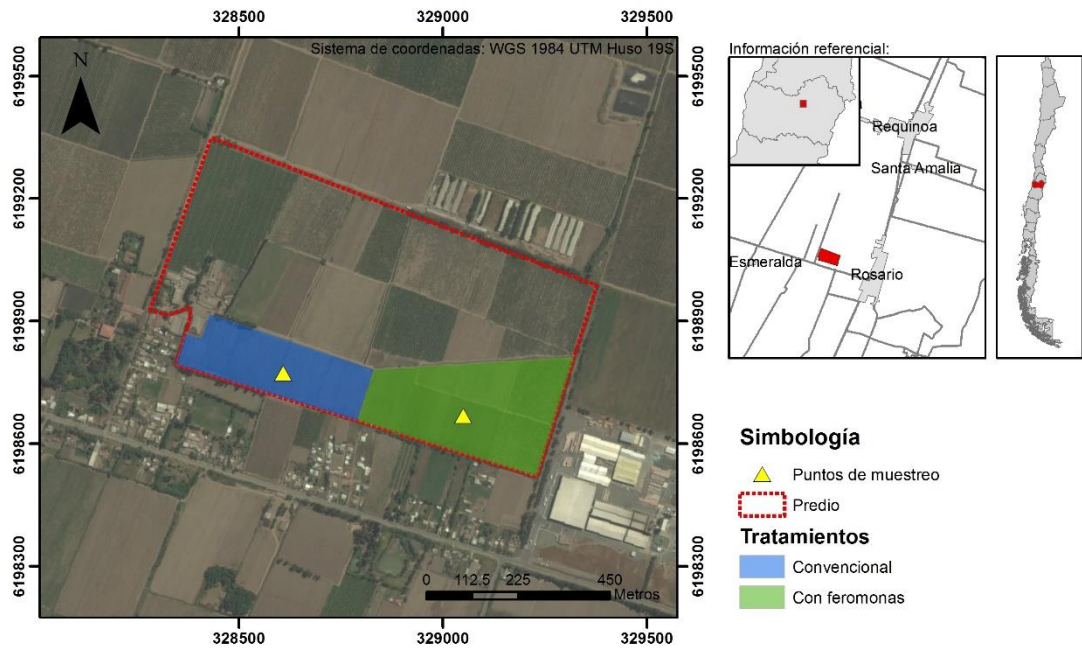 328500
329000
329500
Sistema de coordenadas: WGS 1984 UTM Huso 19S
N
6199500
6199200
6198900
6198600
6198300
6199500
6199200
6198900
6198600
6198300
0 112.5 225 450
Metros
328500
329000
329500
Información referencial:
Requinoa
Santa Amalia
Esmeralda
Rosario
Simbología
Puntos de muestreo
Predio
Tratamientos
Convencional
Con feromonas